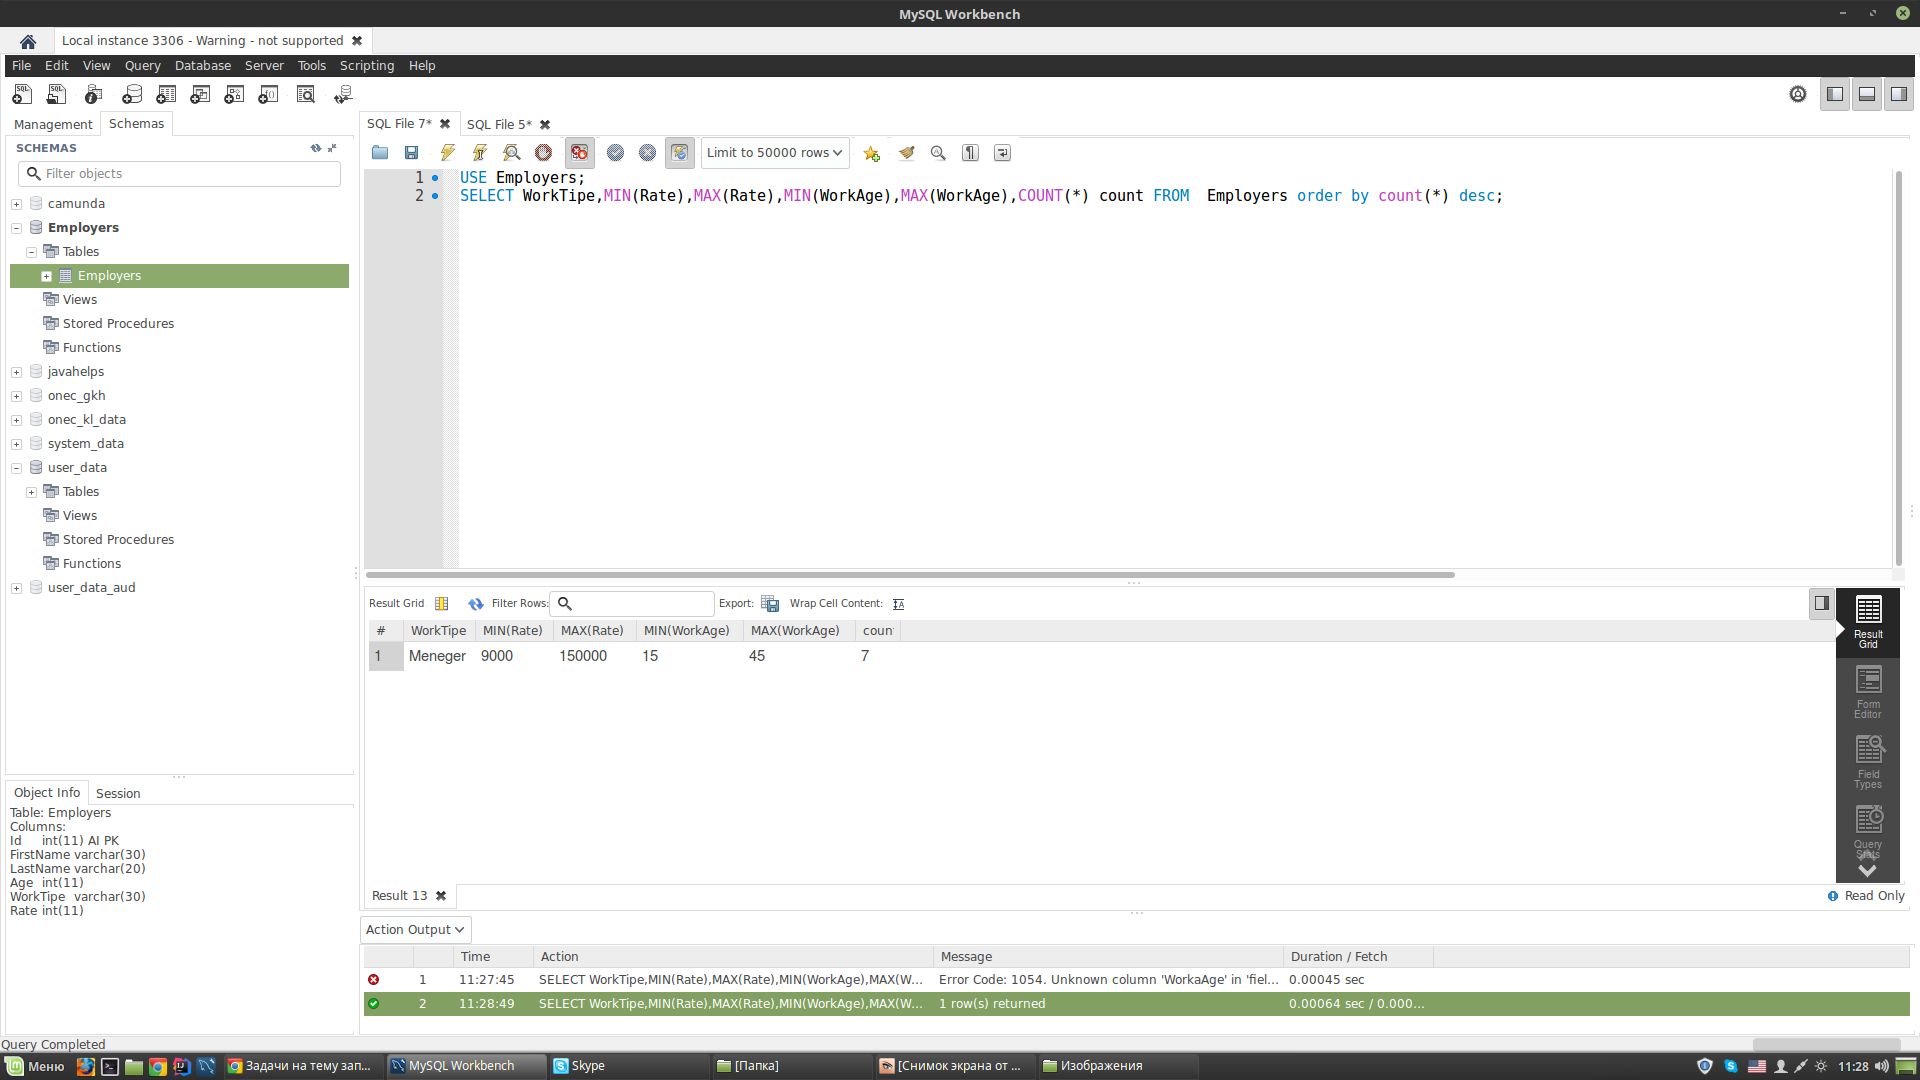 MySQL Workbench
Local instance 3306 - Warning - not supported
File Edit View Query Database Server Tools Scripting Help
Management Schemas
SQL File 7* SQL File 5*
SCHEMAS
Filter objects
camunda
Employers
Tables
Employers
Views
Stored Procedures
Functions
javahelps
onec_gkh
onec_kl_data
system_data
user_data
Tables
Views
Stored Procedures
Functions
user_data_aud
Limit to 50000 rows
1 USE Employers;
2 SELECT WorkTipe,MIN(Rate),MAX(Rate),MIN(WorkAge),MAX(WorkAge),COUNT(*) count FROM  Employers order by count(*) desc;
Result Grid Filter Rows: Export: Wrap Cell Content:
# WorkTipe MIN(Rate) MAX(Rate) MIN(WorkAge) MAX(WorkAge) coun
1 Meneger 9000 150000 15 45 7
Result Grid
Form Editor
Field Types
Query Stats
Result 13
Read Only
Object Info Session
Table: Employers
Columns:
Id int(11) AI PK
FirstName varchar(30)
LastName varchar(20)
Age int(11)
WorkTipe varchar(30)
Rate int(11)
Action Output
Time Action Message Duration / Fetch
1 11:27:45 SELECT WorkTipe,MIN(Rate),MAX(Rate),MIN(WorkAge),MAX(W... Error Code: 1054. Unknown column 'WorkaAge' in 'fiel... 0.00045 sec
2 11:28:49 SELECT WorkTipe,MIN(Rate),MAX(Rate),MIN(WorkAge),MAX(W... 1 row(s) returned 0.00064 sec / 0.000...
Query Completed
Меню Задачи на тему зап... MySQL Workbench Skype [Папка] [Снимок экрана от ... Изображения 11:28